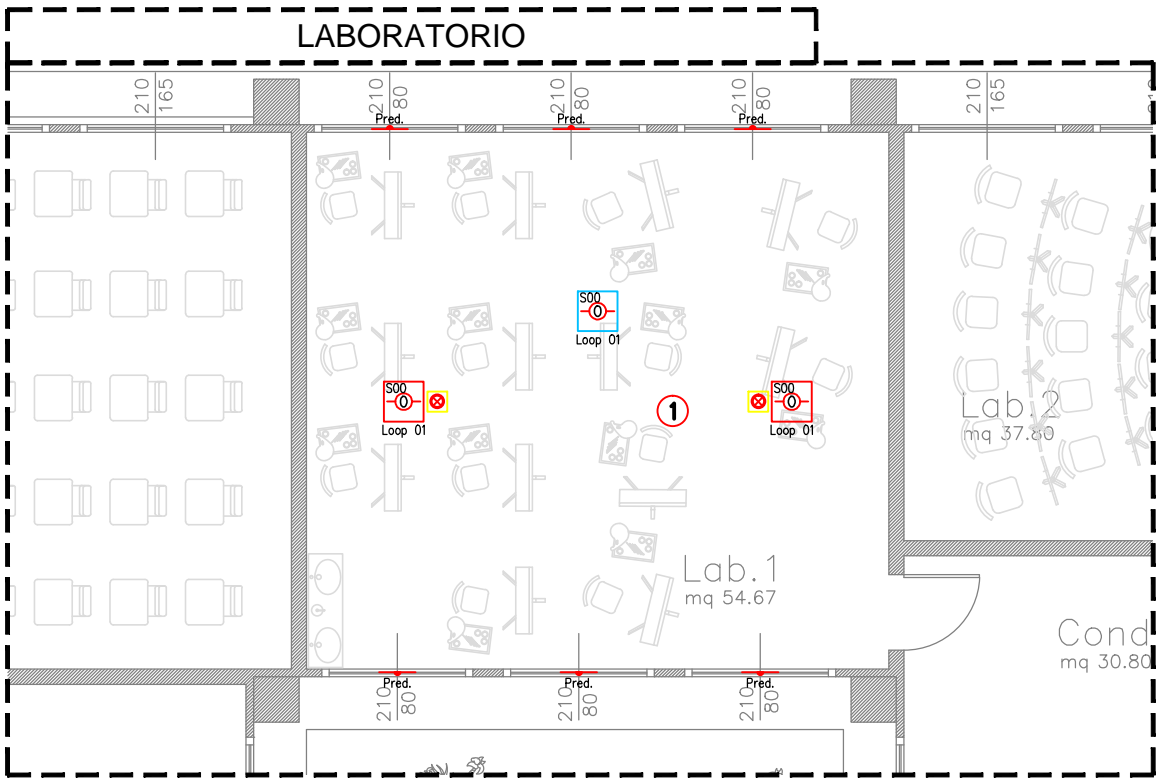 LABORATORIO
210
165
210
80
210
80
210
80
210
165
Pred.
Pred.
Pred.
S00
Loop 01
S00
Loop 01
S00
Loop 01
1
Lab.2
mq 37.80
Lab.1
mq 54.67
Cond
mq 30.80
Pred.
Pred.
Pred.
210
80
210
80
210
80